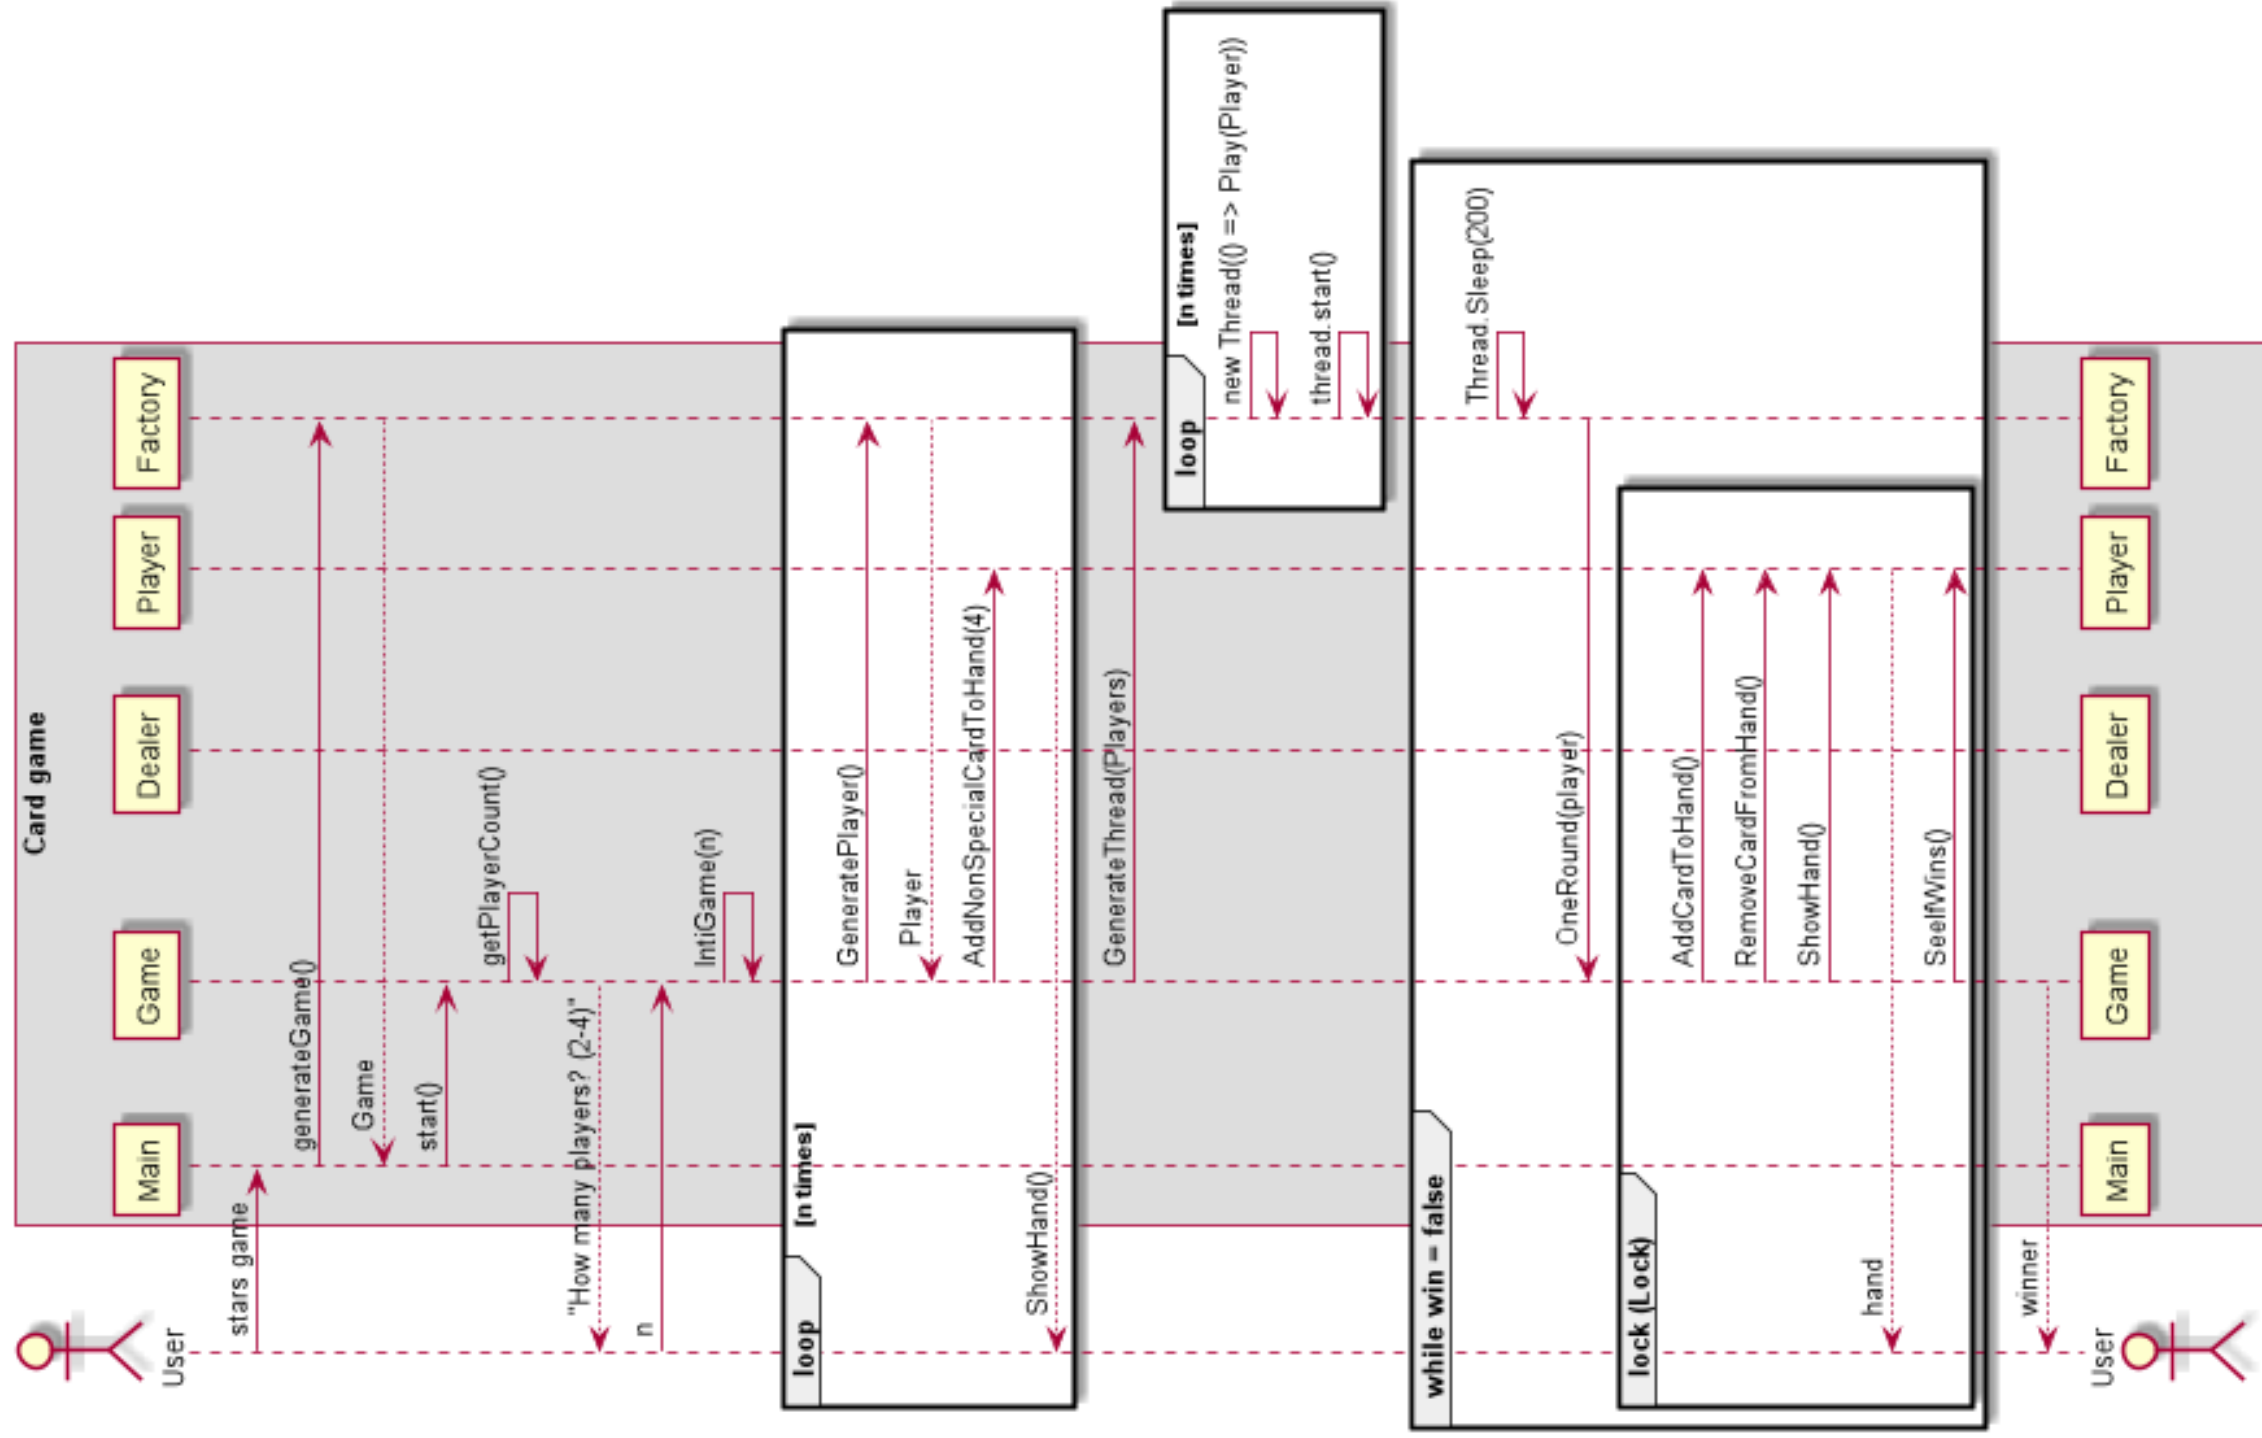 Card game
User
Main
Game
Dealer
Player
Factory
stars game
generateGame()
Game
start()
getPlayerCount()
"How many players? (2-4)"
n
IntiGame(n)
loop
[n times]
GeneratePlayer()
Player
AddNonSpecialCardToHand(4)
ShowHand()
GenerateThread(Players)
loop
[n times]
new Thread(() => Play(Player))
thread.start()
while win = false
Thread.Sleep(200)
OneRound(player)
lock (Lock)
AddCardToHand()
RemoveCardFromHand()
ShowHand()
hand
SeeIfWins()
winner
User
Main
Game
Dealer
Player
Factory